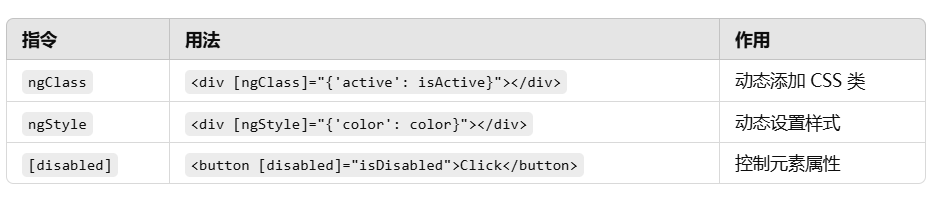 指令 用法 作用
ngClass <div [ngClass]="{'active': isActive}"></div> 动态添加 CSS 类
ngStyle <div [ngStyle]="{'color': color}"></div> 动态设置样式
[disabled] <button [disabled]="isDisabled">Click</button> 控制元素属性